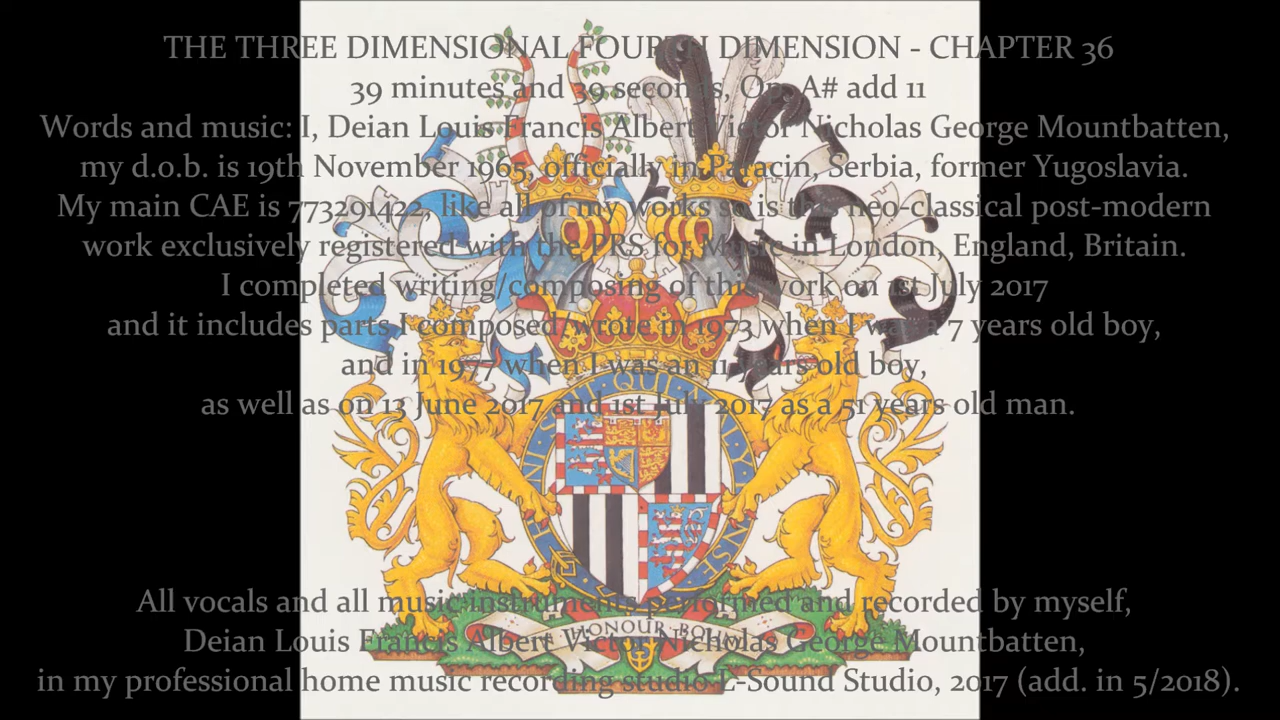 THE THREE DIMENSIONAL FOURTH DIMENSION - CHAPTER 36
39 minutes and 39 seconds, Op. A# add 11
Words and music: I, Deian Louis Francis Albert Victor Nicholas George Mountbatten,
my d.o.b. is 19th November 1965, officially in Paracin, Serbia, former Yugoslavia.
My main CAE is 773291422, like all of my works so is this neo-classical post-modern
work exclusively registered with the PRS for Music in London, England, Britain.
I completed writing/composing of this work on 1st July 2017
and it includes parts I composed/wrote in 1973 when I was a 7 years old boy,
and in 1977 when I was an 11 years old boy,
as well as on 13 June 2017 and 1st July 2017 as a 51 years old man.
HONI QUI MAL Y PENSE
IN HONOUR BOUND
All vocals and all music instruments performed and recorded by myself,
Deian Louis Francis Albert Victor Nicholas George Mountbatten,
in my professional home music recording studio L-Sound Studio, 2017 (add. in 5/2018).